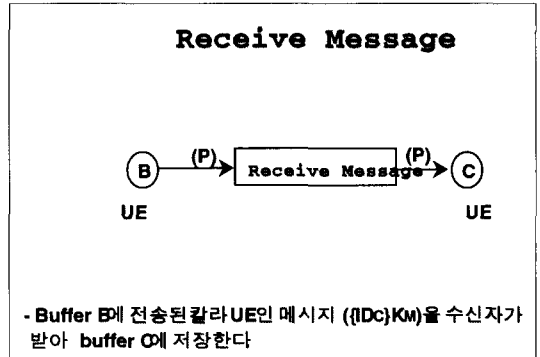 Receive Message
(P) (P)
B Receive Message C
UE UE
- Buffer B에 전송된 칼라 UE인 메시지 ({IDC}KM)을 수신자가
받아 buffer C에 저장한다